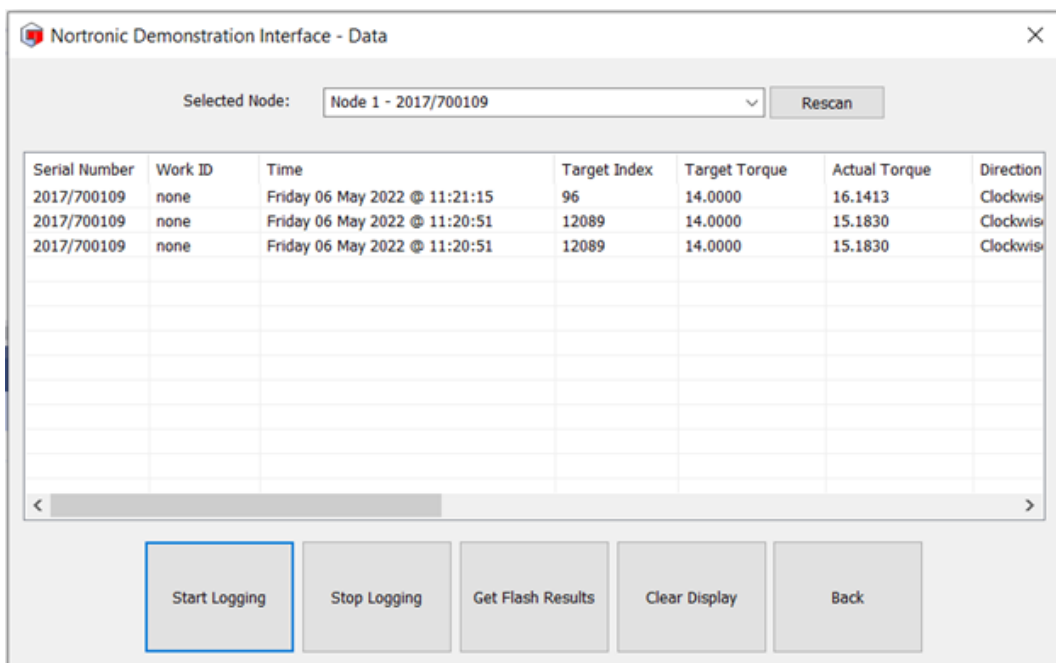 Nortronic Demonstration Interface - Data
Selected Node: Node 1 - 2017/700109 Rescan
Serial Number Work ID Time Target Index Target Torque Actual Torque Direction
2017/700109 none Friday 06 May 2022 @ 11:21:15 96 14.0000 16.1413 Clockwis
2017/700109 none Friday 06 May 2022 @ 11:20:51 12089 14.0000 15.1830 Clockwis
2017/700109 none Friday 06 May 2022 @ 11:20:51 12089 14.0000 15.1830 Clockwis
Start Logging Stop Logging Get Flash Results Clear Display Back